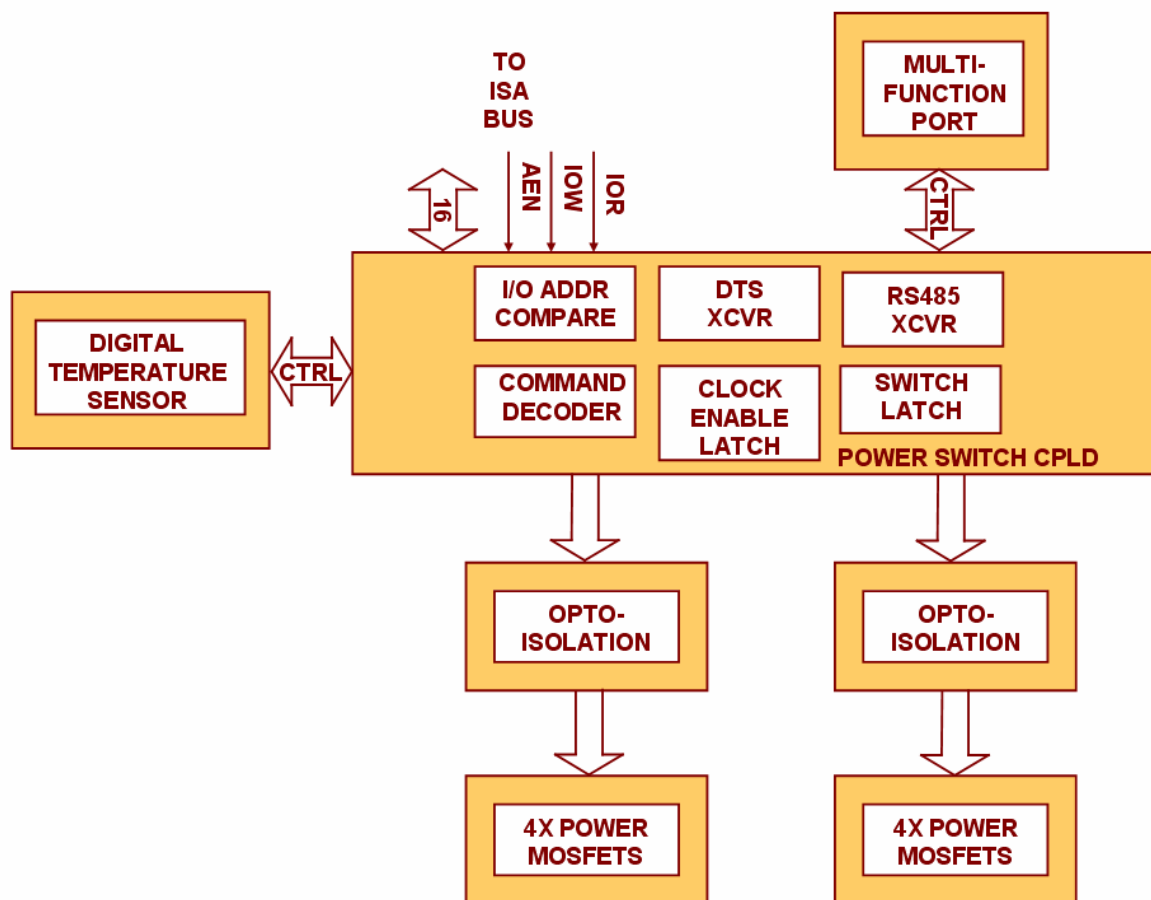 TO
ISA
BUS
AEN
IOW
IOR
16
MULTI-
FUNCTION
PORT
CTRL
DIGITAL
TEMPERATURE
SENSOR
CTRL
I/O ADDR
COMPARE
DTS
XCVR
RS485
XCVR
COMMAND
DECODER
CLOCK
ENABLE
LATCH
SWITCH
LATCH
POWER SWITCH CPLD
OPTO-
ISOLATION
OPTO-
ISOLATION
4X POWER
MOSFETS
4X POWER
MOSFETS